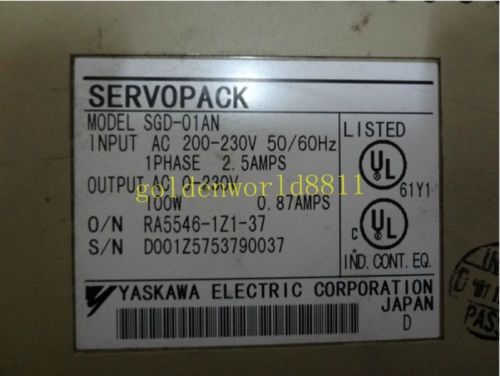 SERVOPACK
MODEL SGD-01AN
INPUT AC 200-230V 50/60Hz
1PHASE 2.5AMPS
OUTPUT AC 0-230V
100W 0.87AMPS
O/N RA5546-1Z1-37
S/N D001Z5753790037
LISTED
UL
61Y1
c UL
IND. CONT. EQ.
YASKAWA ELECTRIC CORPORATION
JAPAN
D
goldenworld8811
PAS